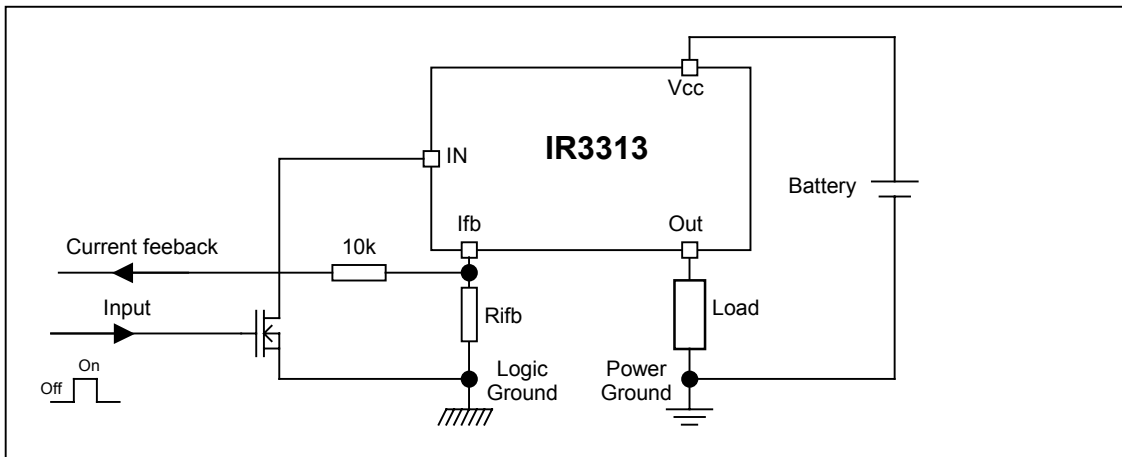 Vcc
IR3313
IN
Battery
Ifb
Out
Current feeback
10k
Input
Rifb
Load
On
Off
Logic
Ground
Power
Ground